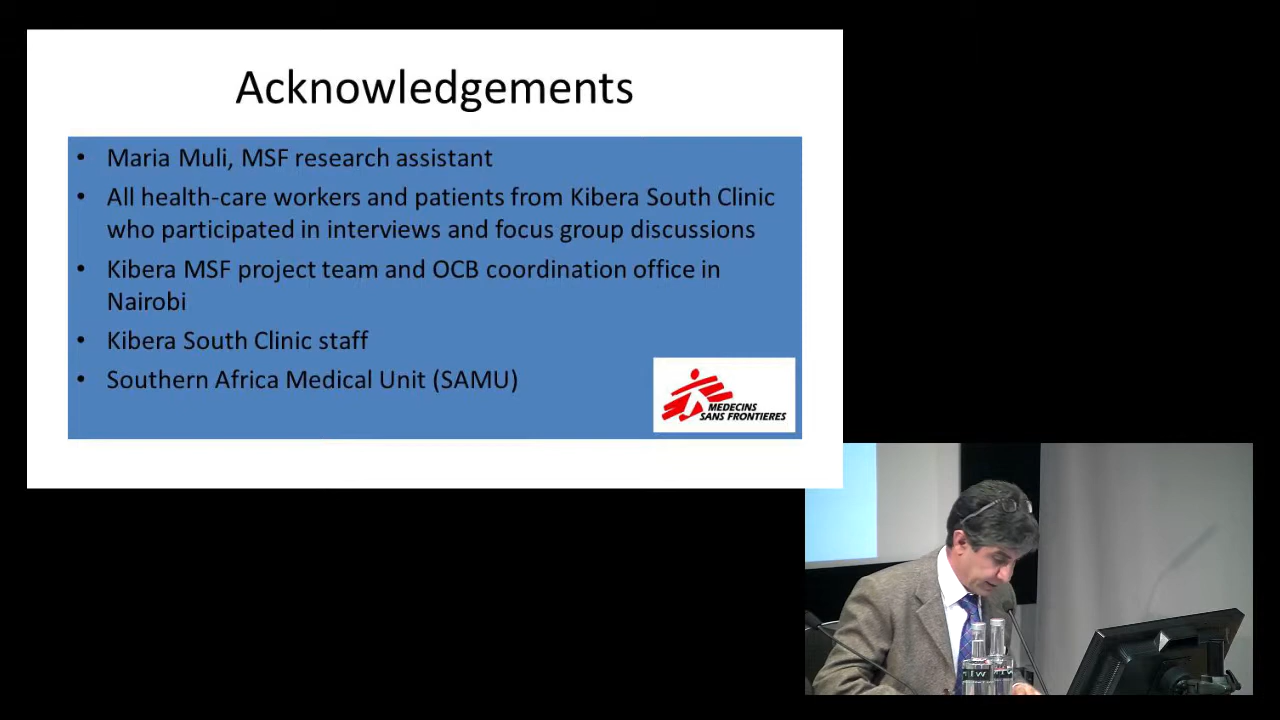 Acknowledgements
• Maria Muli, MSF research assistant
• All health-care workers and patients from Kibera South Clinic
who participated in interviews and focus group discussions
• Kibera MSF project team and OCB coordination office in
Nairobi
• Kibera South Clinic staff
• Southern Africa Medical Unit (SAMU)
MEDECINS
SANS FRONTIERES